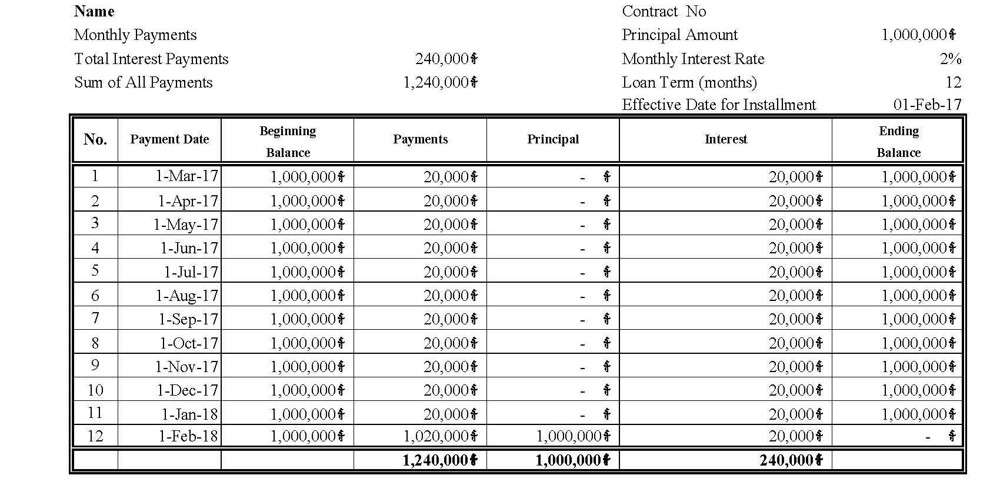 Name Contract No
Monthly Payments Principal Amount 1,000,000៛
Total Interest Payments 240,000៛ Monthly Interest Rate 2%
Sum of All Payments 1,240,000៛ Loan Term (months) 12
Effective Date for Installment 01-Feb-17
No. Payment Date Beginning Balance Payments Principal Interest Ending Balance
1 1-Mar-17 1,000,000៛ 20,000៛ - ៛ 20,000៛ 1,000,000៛
2 1-Apr-17 1,000,000៛ 20,000៛ - ៛ 20,000៛ 1,000,000៛
3 1-May-17 1,000,000៛ 20,000៛ - ៛ 20,000៛ 1,000,000៛
4 1-Jun-17 1,000,000៛ 20,000៛ - ៛ 20,000៛ 1,000,000៛
5 1-Jul-17 1,000,000៛ 20,000៛ - ៛ 20,000៛ 1,000,000៛
6 1-Aug-17 1,000,000៛ 20,000៛ - ៛ 20,000៛ 1,000,000៛
7 1-Sep-17 1,000,000៛ 20,000៛ - ៛ 20,000៛ 1,000,000៛
8 1-Oct-17 1,000,000៛ 20,000៛ - ៛ 20,000៛ 1,000,000៛
9 1-Nov-17 1,000,000៛ 20,000៛ - ៛ 20,000៛ 1,000,000៛
10 1-Dec-17 1,000,000៛ 20,000៛ - ៛ 20,000៛ 1,000,000៛
11 1-Jan-18 1,000,000៛ 20,000៛ - ៛ 20,000៛ 1,000,000៛
12 1-Feb-18 1,000,000៛ 1,020,000៛ 1,000,000៛ 20,000៛ - ៛
1,240,000៛ 1,000,000៛ 240,000៛